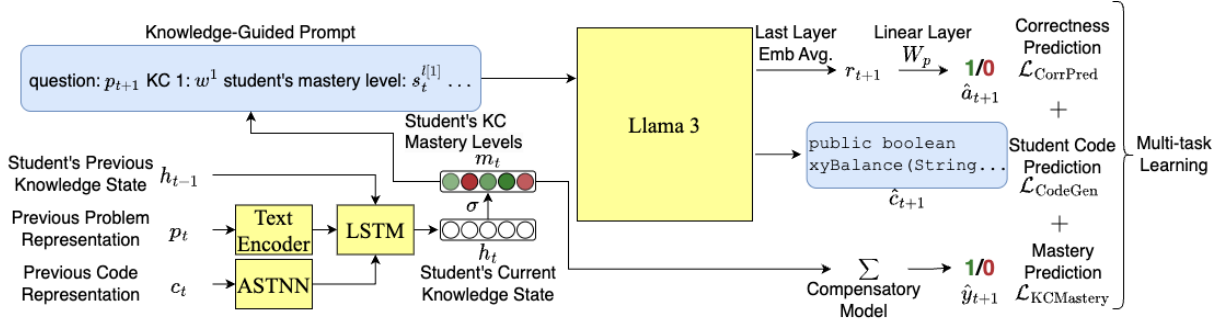 Knowledge-Guided Prompt
question: p_{t+1} KC 1: w^1 student's mastery level: s_t^{l[1]} ...
Student's KC
Mastery Levels
m_t
Student's Previous
Knowledge State
h_{t-1}
Previous Problem
Representation
p_t
Previous Code
Representation
c_t
Text
Encoder
ASTNN
LSTM
σ
h_t
Student's Current
Knowledge State
Llama 3
Last Layer
Emb Avg.
r_{t+1}
Linear Layer
W_p
1/0
â_{t+1}
Correctness
Prediction
L_CorrPred
+
public boolean
xyBalance(String...
ĉ_{t+1}
Student Code
Prediction
L_CodeGen
+
∑
Compensatory
Model
1/0
ŷ_{t+1}
Mastery
Prediction
L_KCMastery
Multi-task
Learning